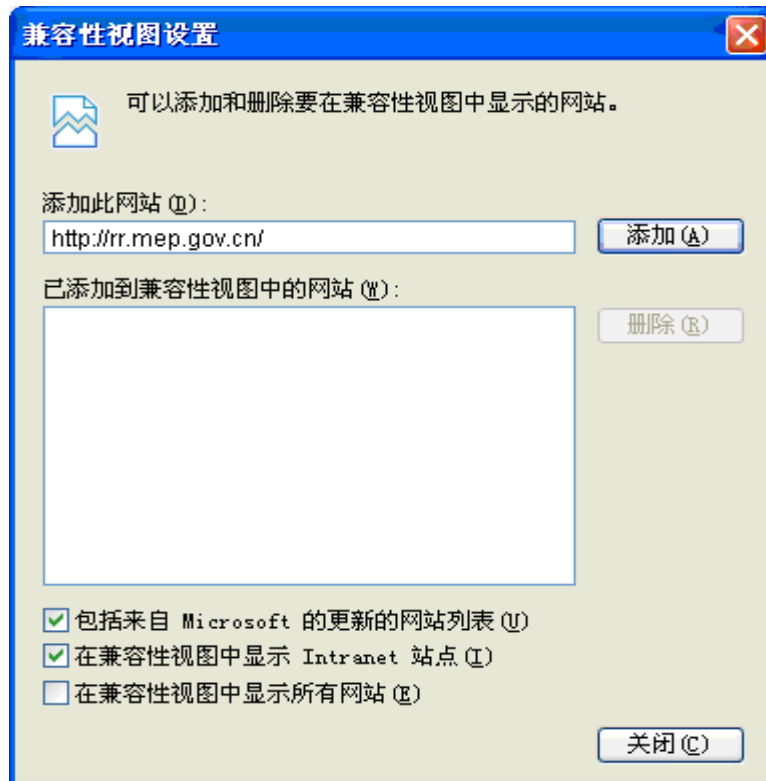 兼容性视图设置
可以添加和删除要在兼容性视图中显示的网站。
添加此网站(D):
http://rr.mep.gov.cn/
添加(A)
已添加到兼容性视图中的网站(W):
删除(R)
包括来自 Microsoft 的更新的网站列表(U)
在兼容性视图中显示 Intranet 站点(I)
在兼容性视图中显示所有网站(E)
关闭(C)